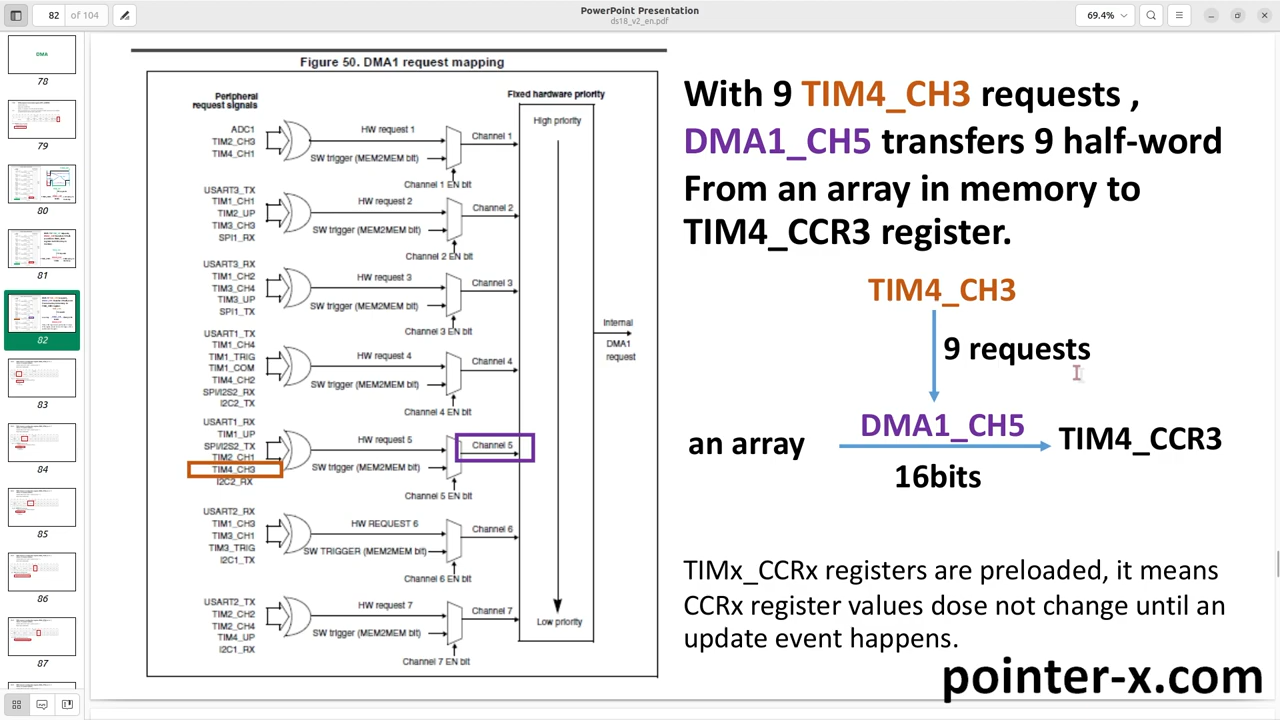 82 of 104
PowerPoint Presentation
ds18_v2_en.pdf
69.4%
DMA
78
79
80
81
82
83
84
85
86
87
Figure 50. DMA1 request mapping
Peripheral
request signals
Fixed hardware priority
High priority
ADC1
TIM2_CH3
TIM4_CH1
HW request 1
SW trigger (MEM2MEM bit)
Channel 1
Channel 1 EN bit
USART3_TX
TIM1_CH1
TIM2_UP
TIM3_CH3
SPI1_RX
HW request 2
SW trigger (MEM2MEM bit)
Channel 2
Channel 2 EN bit
USART3_RX
TIM1_CH2
TIM3_CH4
TIM3_UP
SPI1_TX
HW request 3
SW trigger (MEM2MEM bit)
Channel 3
Channel 3 EN bit
Internal
DMA1
request
USART1_TX
TIM1_CH4
TIM1_TRIG
TIM1_COM
TIM4_CH2
SPI/I2S2_RX
I2C2_TX
HW request 4
SW trigger (MEM2MEM bit)
Channel 4
Channel 4 EN bit
USART1_RX
TIM1_UP
SPI/I2S2_TX
TIM2_CH1
TIM4_CH3
I2C2_RX
HW request 5
SW trigger (MEM2MEM bit)
Channel 5
Channel 5 EN bit
USART2_RX
TIM1_CH3
TIM3_CH1
TIM3_TRIG
I2C1_TX
HW REQUEST 6
SW TRIGGER (MEM2MEM bit)
Channel 6
Channel 6 EN bit
USART2_TX
TIM2_CH2
TIM2_CH4
TIM4_UP
I2C1_RX
HW request 7
SW trigger (MEM2MEM bit)
Channel 7
Channel 7 EN bit
Low priority
With 9 TIM4_CH3 requests ,
DMA1_CH5 transfers 9 half-word
From an array in memory to
TIM4_CCR3 register.
TIM4_CH3
9 requests
an array
DMA1_CH5
16bits
TIM4_CCR3
TIMx_CCRx registers are preloaded, it means
CCRx register values dose not change until an
update event happens.
pointer-x.com